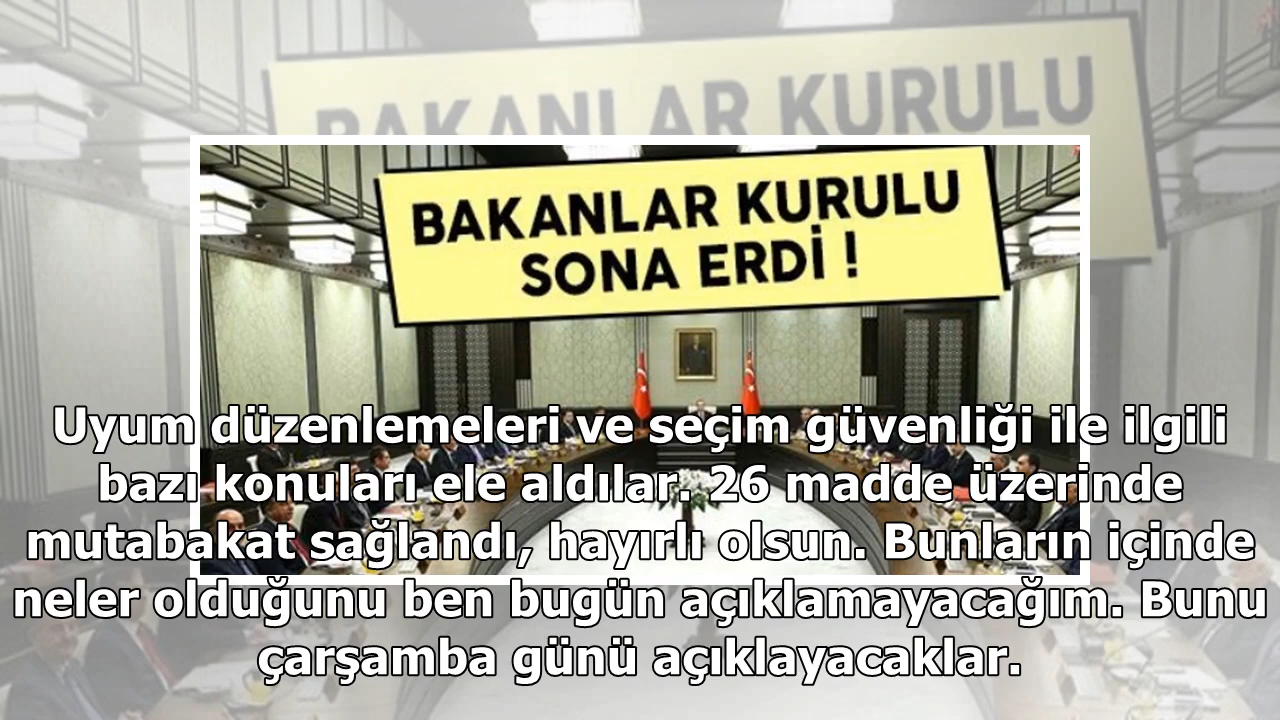 BAKANLAR KURULU
BAKANLAR KURULU
SONA ERDİ !
Uyum düzenlemeleri ve seçim güvenliği ile ilgili
bazı konuları ele aldılar. 26 madde üzerinde
mutabakat sağlandı, hayırlı olsun. Bunların içinde
neler olduğunu ben bugün açıklamayacağım. Bunu
çarşamba günü açıklayacaklar.